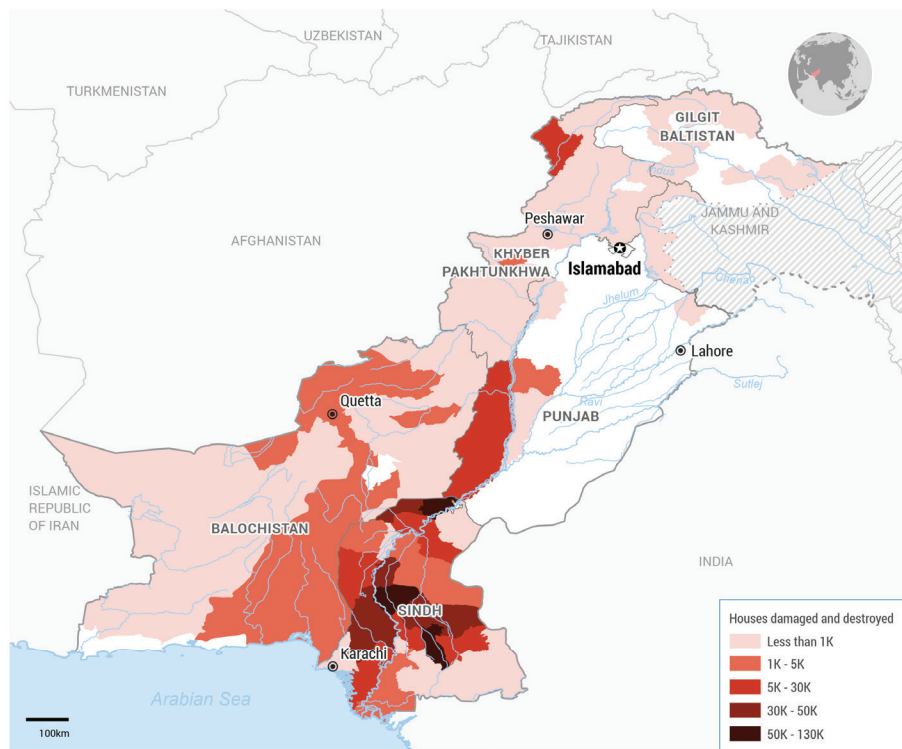 UZBEKISTAN
TAJIKISTAN
TURKMENISTAN
GILGIT
BALTISTAN
Indus
Peshawar
JAMMU AND
KASHMIR
AFGHANISTAN
KHYBER
PAKHTUNKHWA
Islamabad
Chenab
Jhelum
Lahore
Sutlej
Quetta
Ravi
PUNJAB
ISLAMIC
REPUBLIC
OF IRAN
BALOCHISTAN
INDIA
SINDH
Karachi
Arabian Sea
100km
Houses damaged and destroyed
Less than 1K
1K - 5K
5K - 30K
30K - 50K
50K - 130K